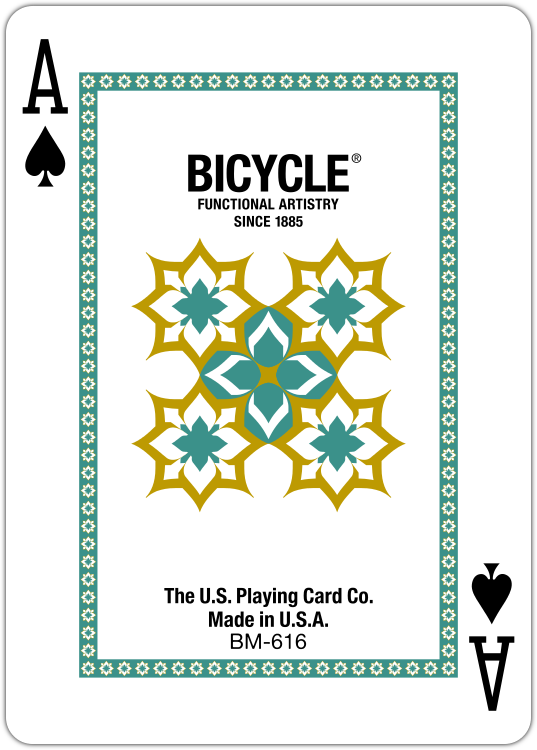 A
BICYCLE®
FUNCTIONAL ARTISTRY
SINCE 1885
The U.S. Playing Card Co.
Made in U.S.A.
BM-616
A